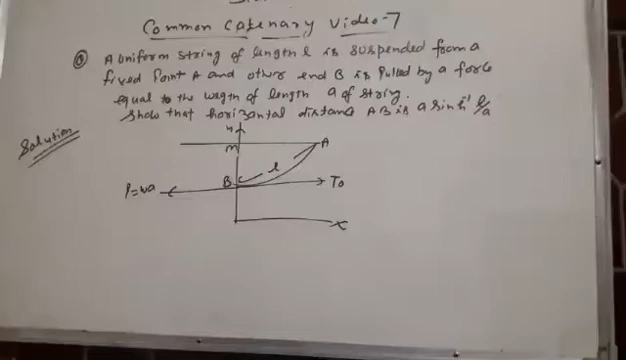 Common Catenary Video-7
Q A uniform string of length l is suspended from a
fixed point A and other end B is pulled by a force
equal to the wegth of length a of string.
Show that horizontal distance AB is a sinh⁻¹ l/a
Solution
y
M A
l
P=wa B To
x